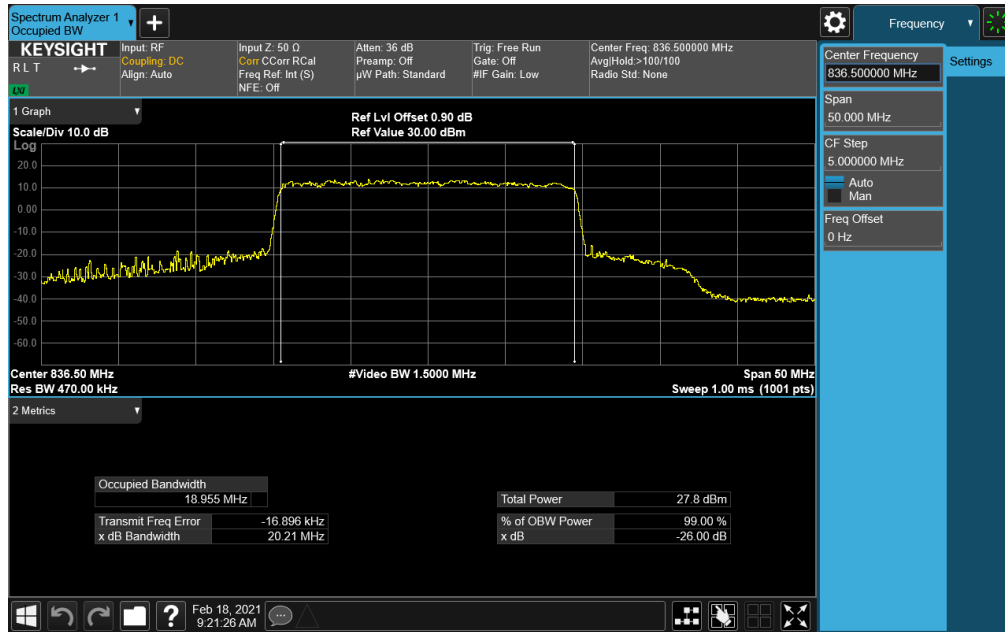 Spectrum Analyzer 1
Occupied BW
Frequency
KEYSIGHT
R L T
LXI
Input: RF
Coupling: DC
Align: Auto
Input Z: 50 Ω
Corr CCorr RCal
Freq Ref: Int (S)
NFE: Off
Atten: 36 dB
Preamp: Off
µW Path: Standard
Trig: Free Run
Gate: Off
#IF Gain: Low
Center Freq: 836.500000 MHz
Avg|Hold:>100/100
Radio Std: None
Center Frequency
836.500000 MHz
Settings
Span
50.000 MHz
CF Step
5.000000 MHz
Auto
Man
Freq Offset
0 Hz
1 Graph
Scale/Div 10.0 dB
Ref Lvl Offset 0.90 dB
Ref Value 30.00 dBm
Log
20.0
10.0
0.00
-10.0
-20.0
-30.0
-40.0
-50.0
-60.0
Center 836.50 MHz
#Video BW 1.5000 MHz
Span 50 MHz
Res BW 470.00 kHz
Sweep 1.00 ms (1001 pts)
2 Metrics
Occupied Bandwidth
18.955 MHz
Total Power 27.8 dBm
Transmit Freq Error -16.896 kHz
% of OBW Power 99.00 %
x dB Bandwidth 20.21 MHz
x dB -26.00 dB
Feb 18, 2021
9:21:26 AM